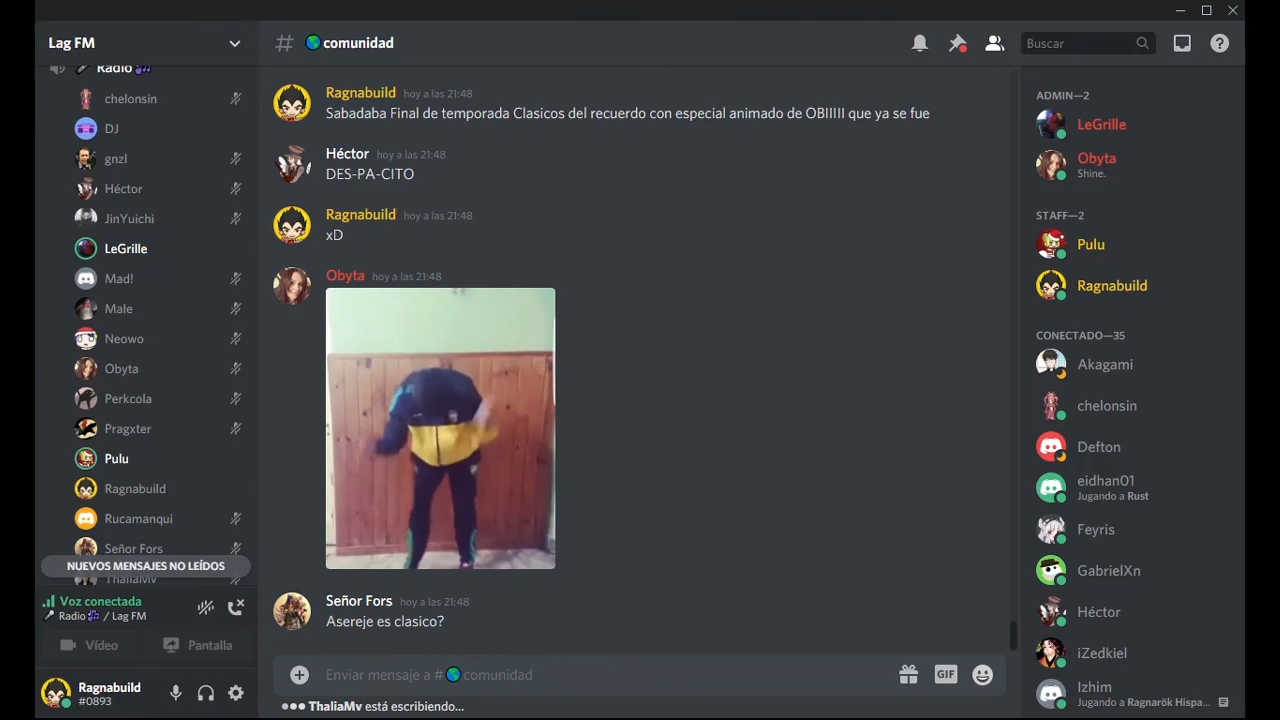 Lag FM
Radio
chelonsin
DJ
gnzl
Héctor
JinYuichi
LeGrille
Mad!
Male
Neowo
Obyta
Perkcola
Pragxter
Pulu
Ragnabuild
Rucamanqui
Señor Fors
NUEVOS MENSAJES NO LEÍDOS
ThaliaMv
Voz conectada
Radio / Lag FM
Vídeo Pantalla
Ragnabuild
#0893
# comunidad
Buscar
Ragnabuild hoy a las 21:48
Sabadaba Final de temporada Clasicos del recuerdo con especial animado de OBIIIII que ya se fue
Héctor hoy a las 21:48
DES-PA-CITO
Ragnabuild hoy a las 21:48
xD
Obyta hoy a las 21:48
Señor Fors hoy a las 21:48
Asereje es clasico?
Enviar mensaje a # comunidad
GIF
ThaliaMv está escribiendo...
ADMIN—2
LeGrille
Obyta
Shine.
STAFF—2
Pulu
Ragnabuild
CONECTADO—35
Akagami
chelonsin
Defton
eidhan01
Jugando a Rust
Feyris
GabrielXn
Héctor
iZedkiel
Izhim
Jugando a Ragnarök Hispa...